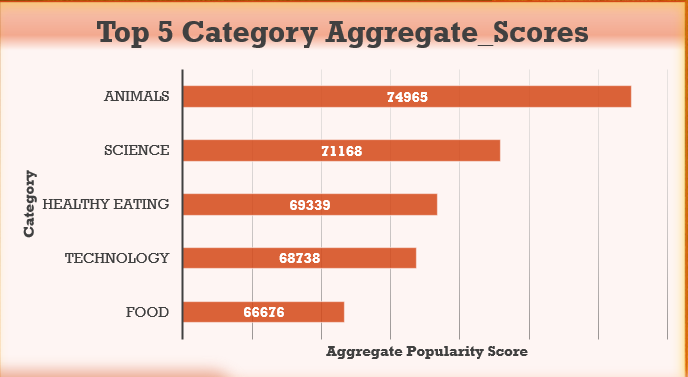 Top 5 Category Aggregate_Scores
ANIMALS
74965
SCIENCE
71168
HEALTHY EATING
69339
TECHNOLOGY
68738
FOOD
66676
Category
Aggregate Popularity Score